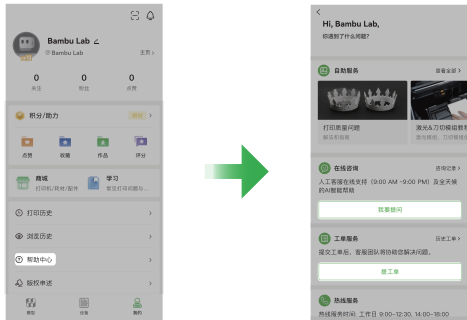 Bambu Lab
Bambu Lab
主页 >
0
0
0
关注
粉丝
点赞
积分/助力
点赞
收藏
作品
评分
商城
打印机/耗材/配件
学习
常见打印问题与...
打印历史
浏览历史
帮助中心
版权申述
我的
Hi, Bambu Lab,
你遇到了什么问题?
自助服务
查看全部 >
打印质量问题
激光&刀切模组教程
在线咨询
咨询记录 >
人工客服在线支持（9:00 AM ~9:00 PM）及全天候
的AI智能帮助
我要提问
工单服务
历史工单 >
提交工单后，客服团队将协助您解决问题。
提工单
热线服务
热线服务时间: 工作日 9:00~12:30, 14:00~18:00